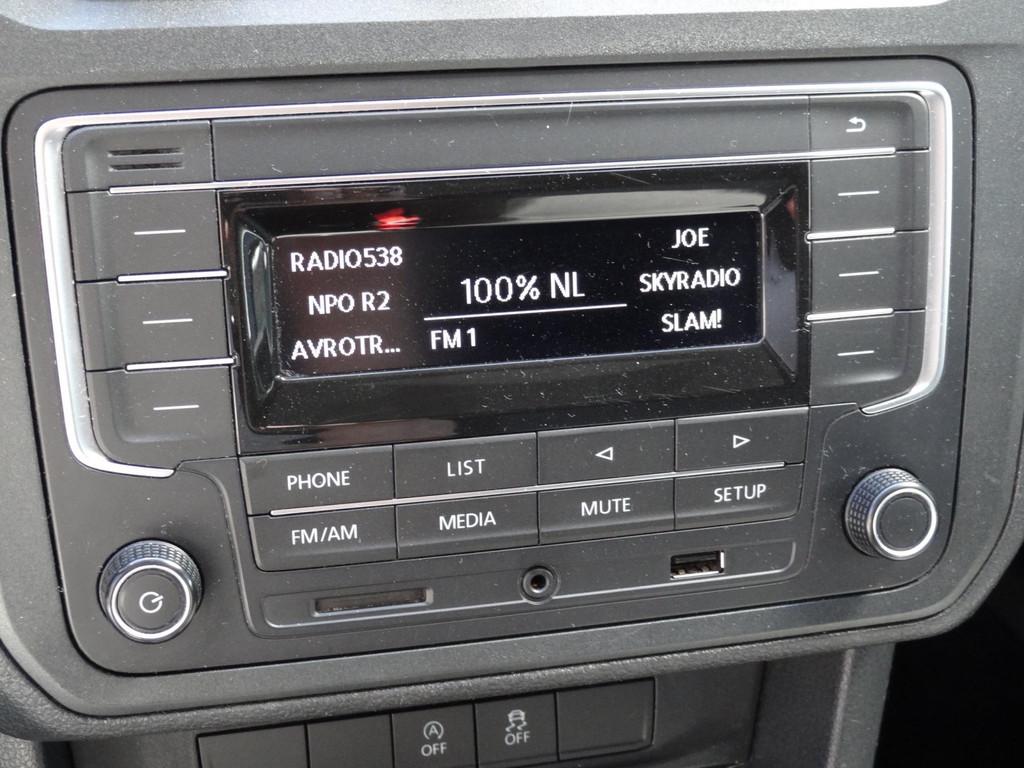 RADIO538
NPO R2
AVROTR...
100% NL
FM 1
JOE
SKYRADIO
SLAM!
PHONE
LIST
FM/AM
MEDIA
MUTE
SETUP
A
OFF
OFF